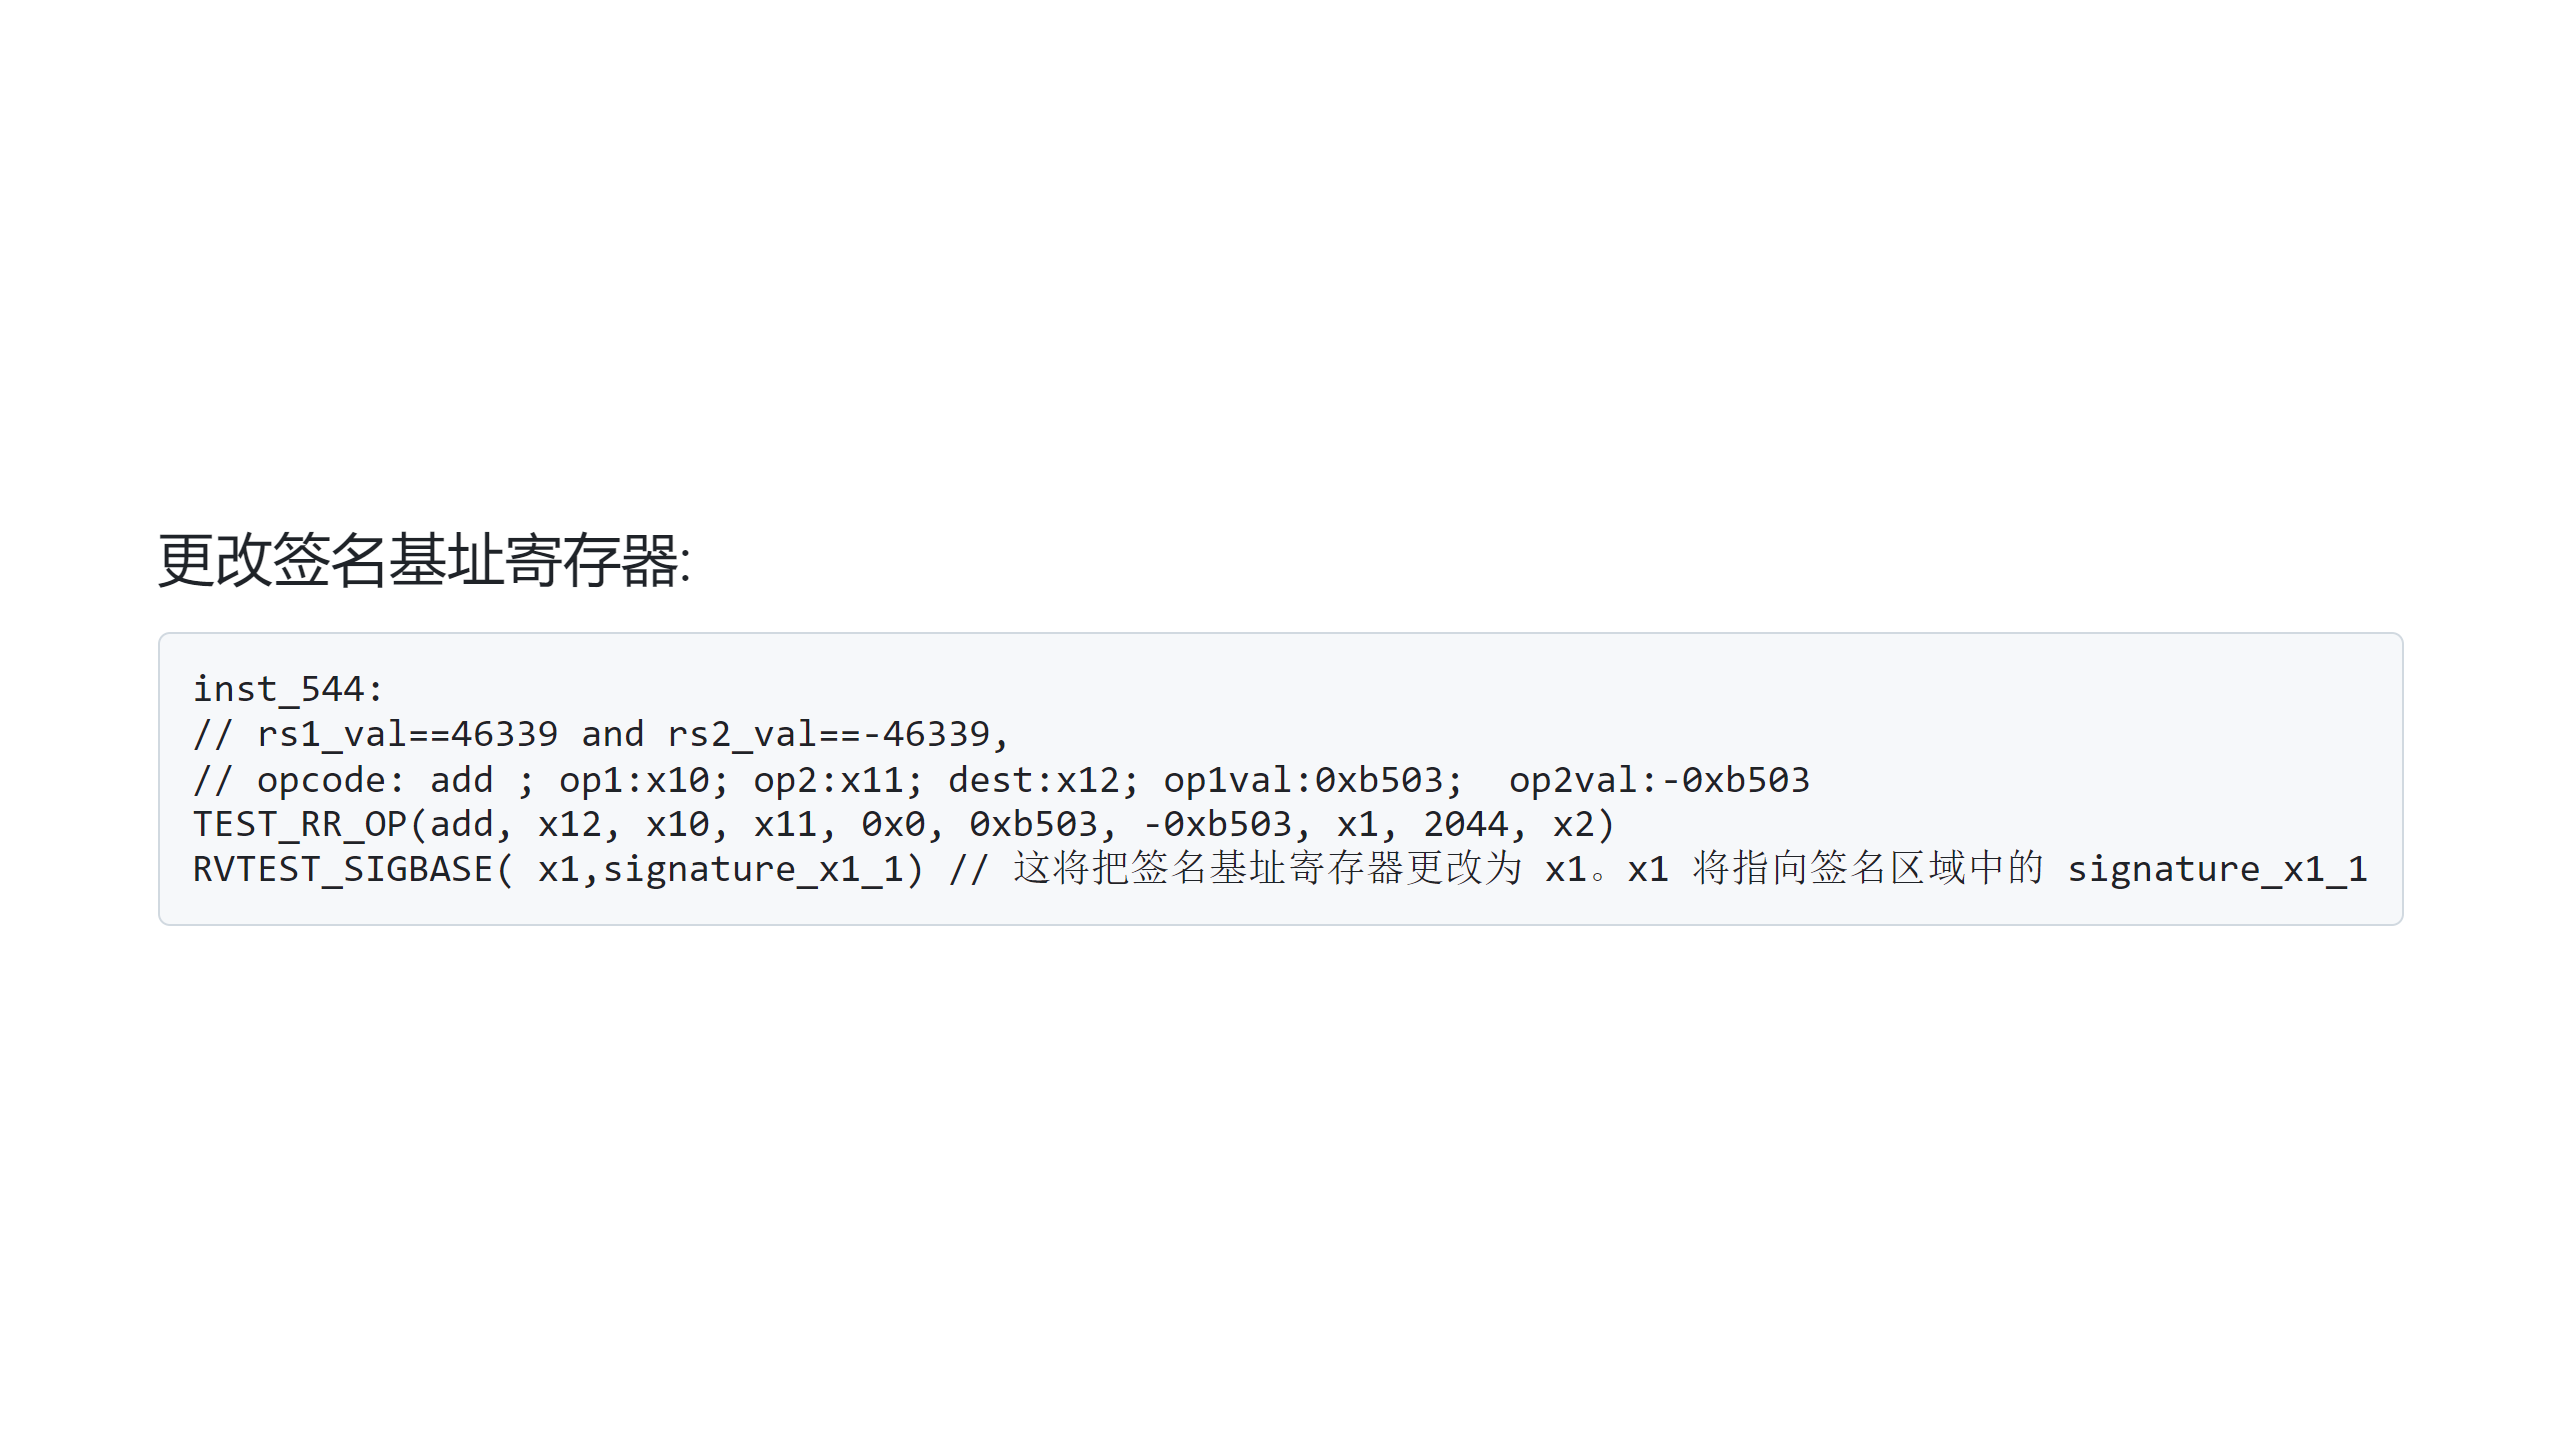 更改签名基址寄存器:
inst_544:
// rs1_val==46339 and rs2_val==-46339,
// opcode: add ; op1:x10; op2:x11; dest:x12; op1val:0xb503;  op2val:-0xb503
TEST_RR_OP(add, x12, x10, x11, 0x0, 0xb503, -0xb503, x1, 2044, x2)
RVTEST_SIGBASE( x1,signature_x1_1) // 这将把签名基址寄存器更改为 x1。x1 将指向签名区域中的 signature_x1_1